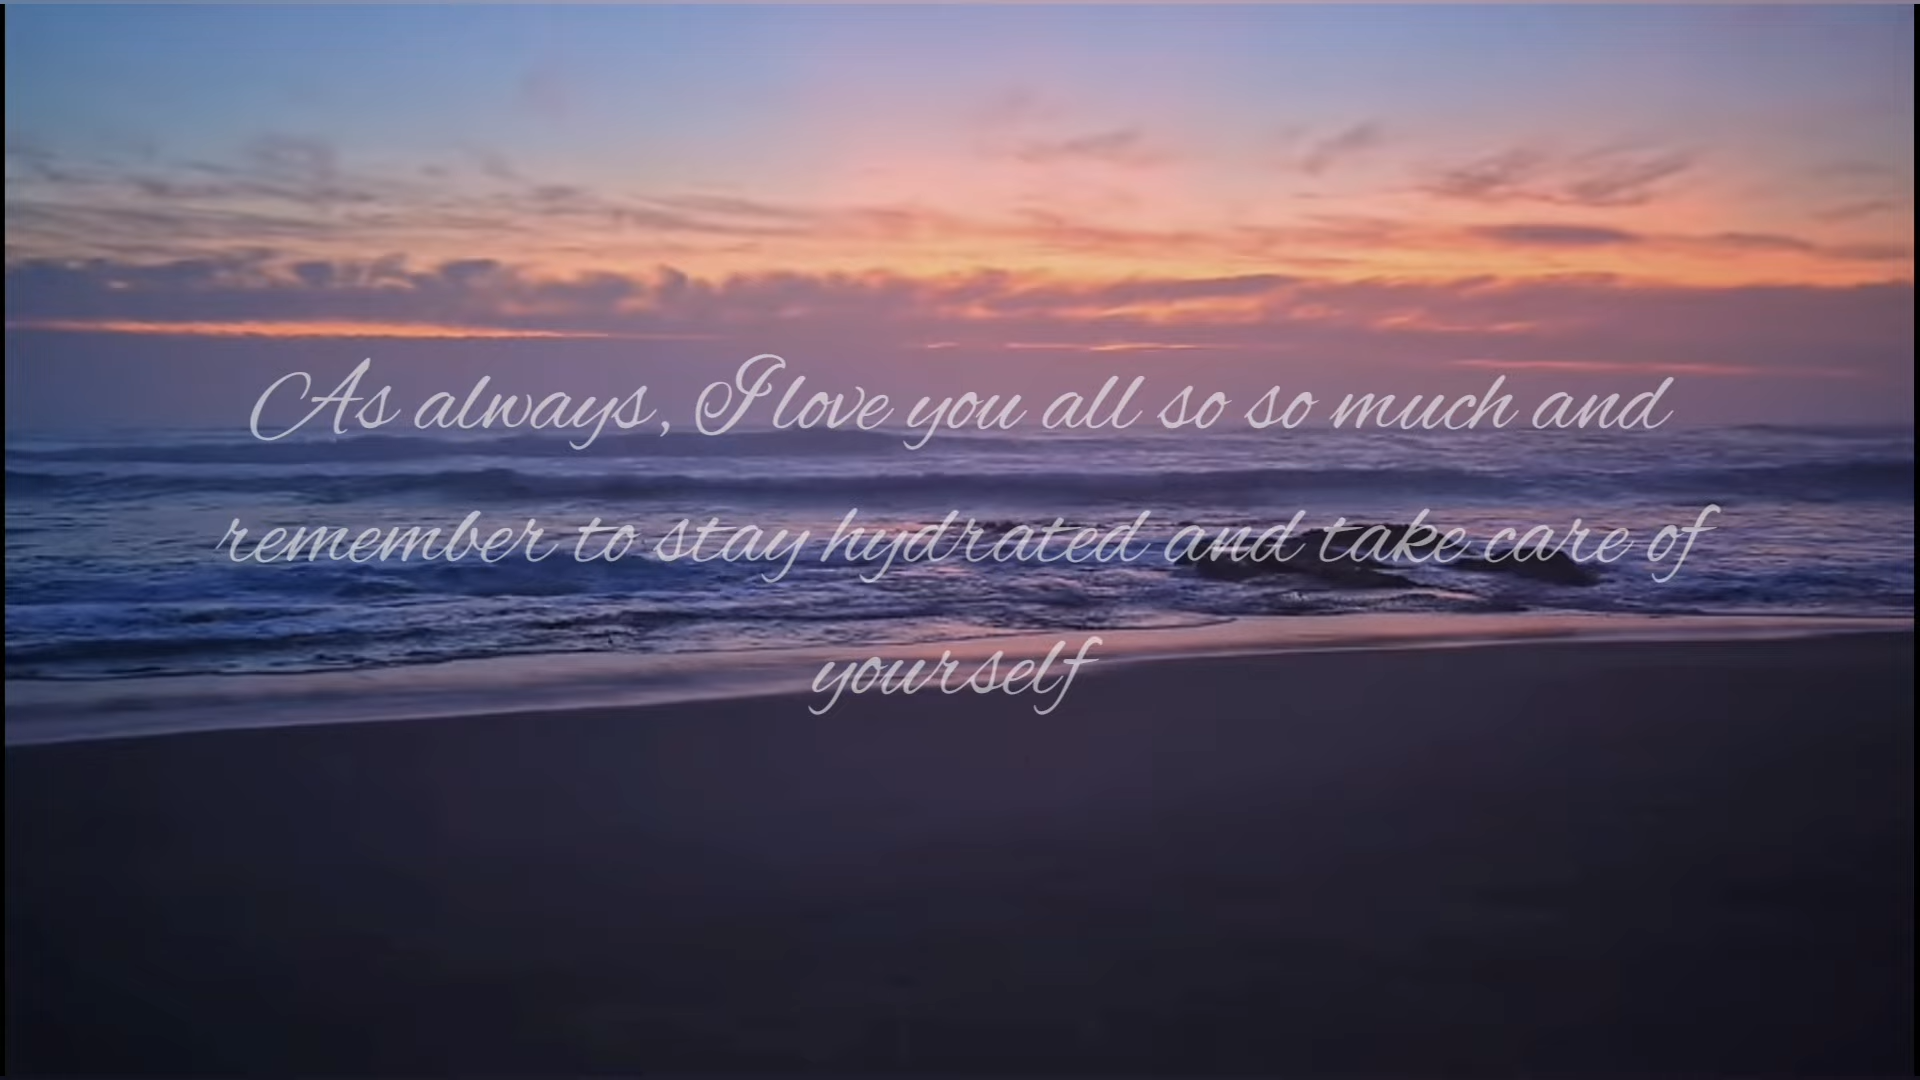 As always, I love you all so so much and
remember to stay hydrated and take care of
yourself